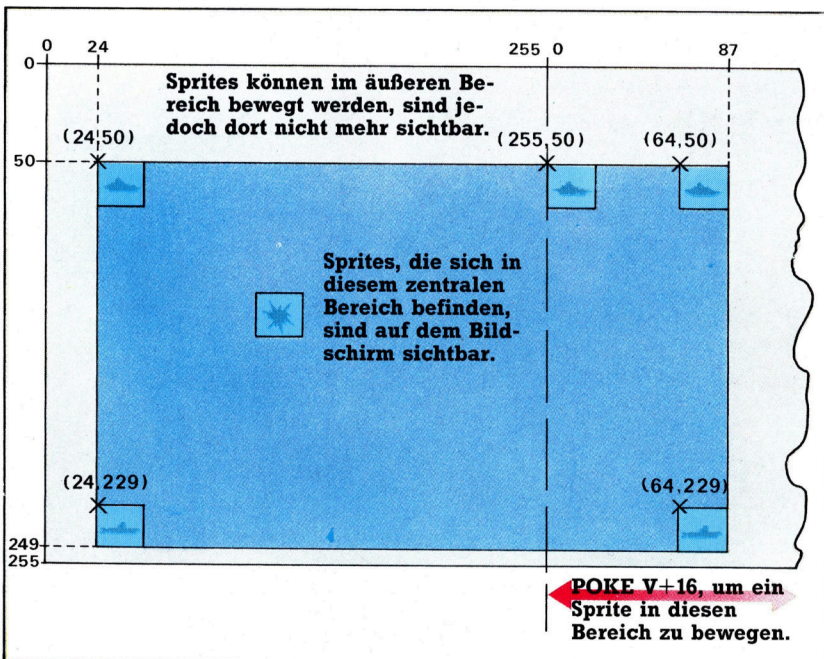 0 24 255 0 87
0
Sprites können im äußeren Be-
reich bewegt werden, sind je-
doch dort nicht mehr sichtbar.
(24,50) (255,50) (64,50)
50
Sprites, die sich in
diesem zentralen
Bereich befinden,
sind auf dem Bild-
schirm sichtbar.
(24,229) (64,229)
249
255
POKE V+16, um ein
Sprite in diesen
Bereich zu bewegen.